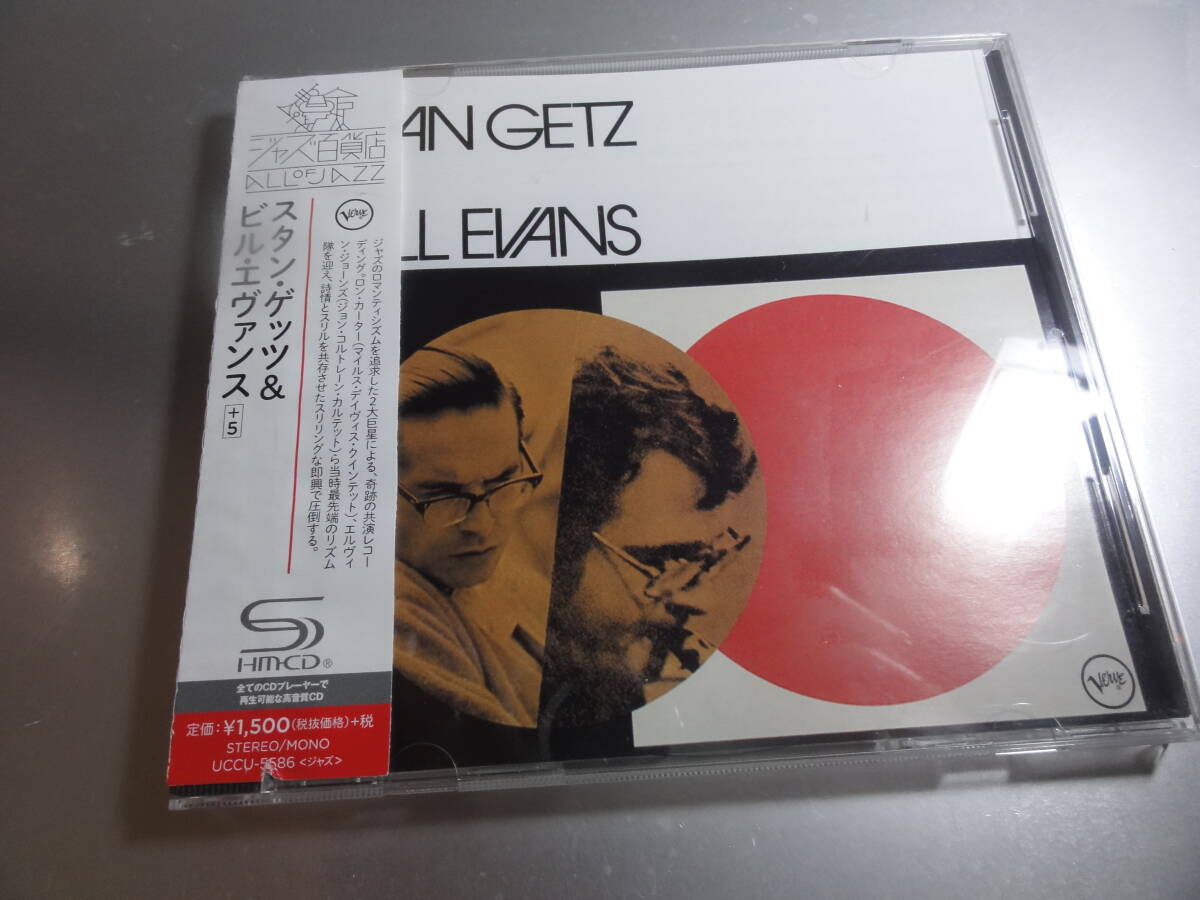 ジャズ百貨店
ALL OF JAZZ
Verve
スタン・ゲッツ&
ビル・エヴァンス +5
ジャズのロマンティシズムを追求した2大巨星による、奇跡の共演レコー
ディング。ロン・カーター(マイルス・デイヴィス・クインテット)、エルヴィ
ン・ジョーンズ(ジョン・コルトレーン・カルテット)ら当時最先端のリズム
隊を迎え、詩情とスリルを共存させたスリリングな即興で圧倒する。
SHM-CD®
全てのCDプレーヤーで
再生可能な高音質CD
定価:¥1,500(税抜価格)+税
STEREO/MONO
UCCU-5586 <ジャズ>
AN GETZ
LL EVANS
Verve